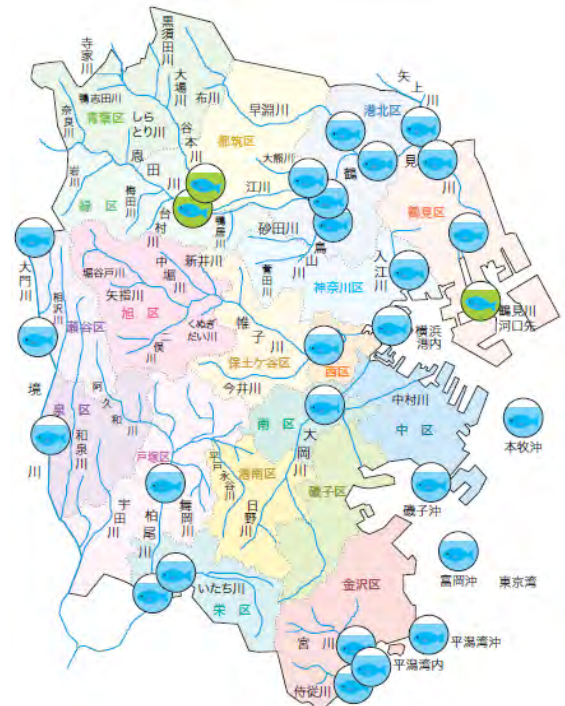 黒須田川
寺家川
大場川
矢上川
鴨志田川
布川
早淵川
港北区
奈良川
青葉区
しらとり川
谷本川
都筑区
恩田川
大熊川
鶴見川
岩川
梅田川
江川
緑区
台村川
鴨居川
砂田川
鳥山川
鶴見区
入江川
大門川
新井川
菅田川
神奈川区
堀谷戸川
中堀川
相沢川
矢指川
鶴見川
河口先
瀬谷区
旭区
帷子川
横浜
港内
くぬぎ
だい川
二俣川
保土ケ谷区
西区
境川
今井川
中村川
泉区
阿久和川
南区
大岡川
中区
和泉川
本牧沖
戸塚区
平戸永谷川
港南区
磯子区
宇田川
柏尾川
舞岡川
日野川
磯子沖
富岡沖
東京湾
いたち川
金沢区
栄区
宮川
平潟湾沖
平潟湾内
侍従川